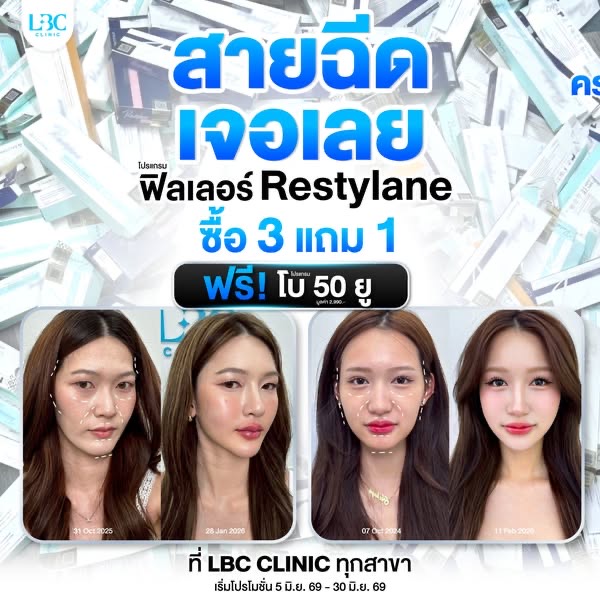 LBC
CLINIC
สายฉีด
เจอเลย
โปรแกรม
ฟิลเลอร์ Restylane
ซื้อ 3 แถม 1
โปรแกรม
ฟรี! โบ 50 ยู
มูลค่า 2,990.-
31 Oct 2025
28 Jan 2026
07 Oct 2024
11 Feb 2026
ที่ LBC CLINIC ทุกสาขา
เริ่มโปรโมชั่น 5 มิ.ย. 69 - 30 มิ.ย. 69